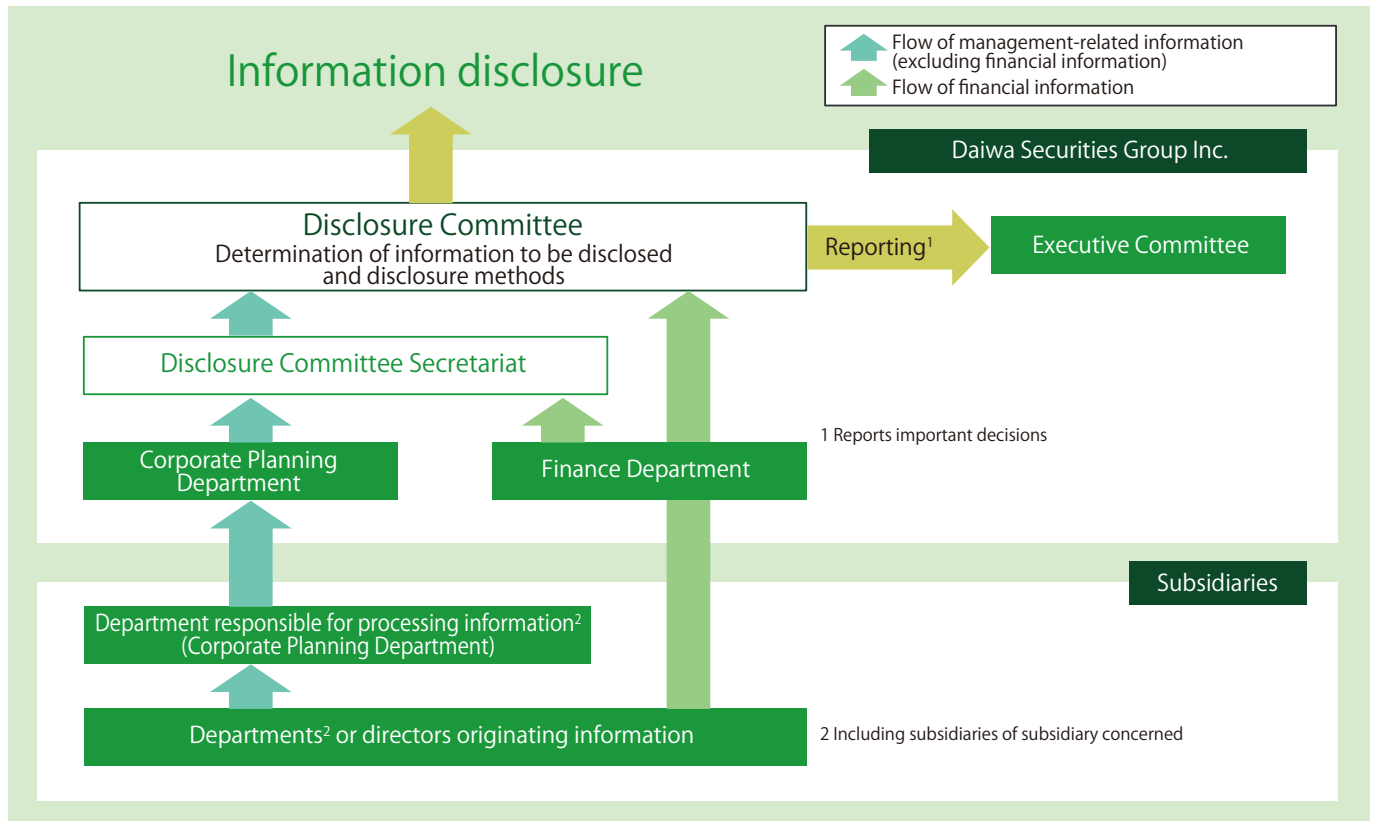 Information disclosure
Flow of management-related information
(excluding financial information)
Flow of financial information
Daiwa Securities Group Inc.
Disclosure Committee
Determination of information to be disclosed
and disclosure methods
Reporting¹
Executive Committee
Disclosure Committee Secretariat
Corporate Planning
Department
Finance Department
1 Reports important decisions
Subsidiaries
Department responsible for processing information²
(Corporate Planning Department)
Departments² or directors originating information
2 Including subsidiaries of subsidiary concerned